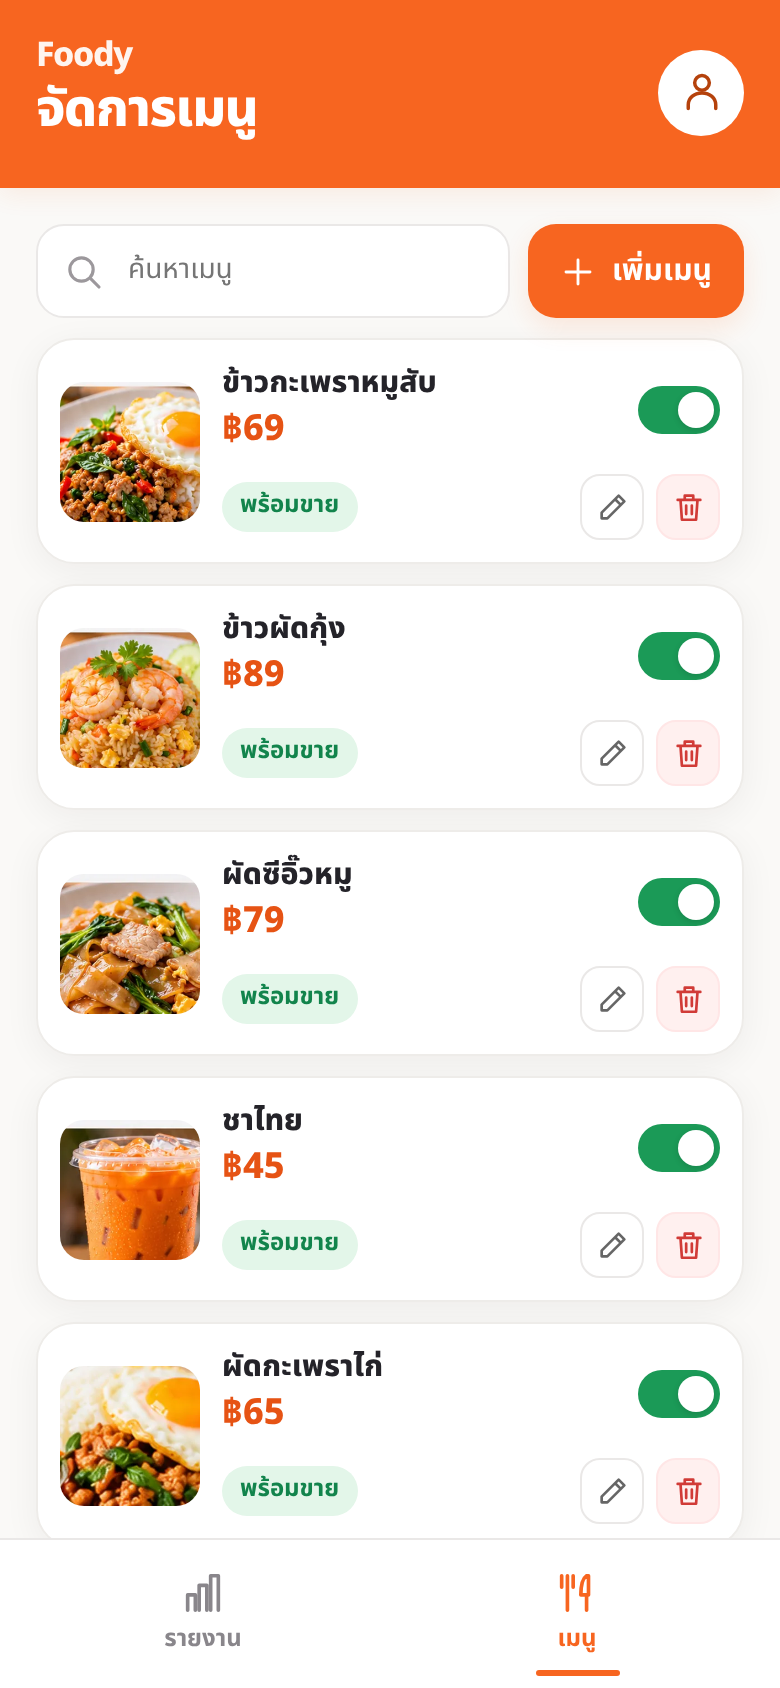 Foody
จัดการเมนู
ค้นหาเมนู
เพิ่มเมนู
ข้าวกะเพราหมูสับ
฿69
พร้อมขาย
ข้าวผัดกุ้ง
฿89
พร้อมขาย
ผัดซีอิ๊วหมู
฿79
พร้อมขาย
ชาไทย
฿45
พร้อมขาย
ผัดกะเพราไก่
฿65
พร้อมขาย
รายงาน
เมนู